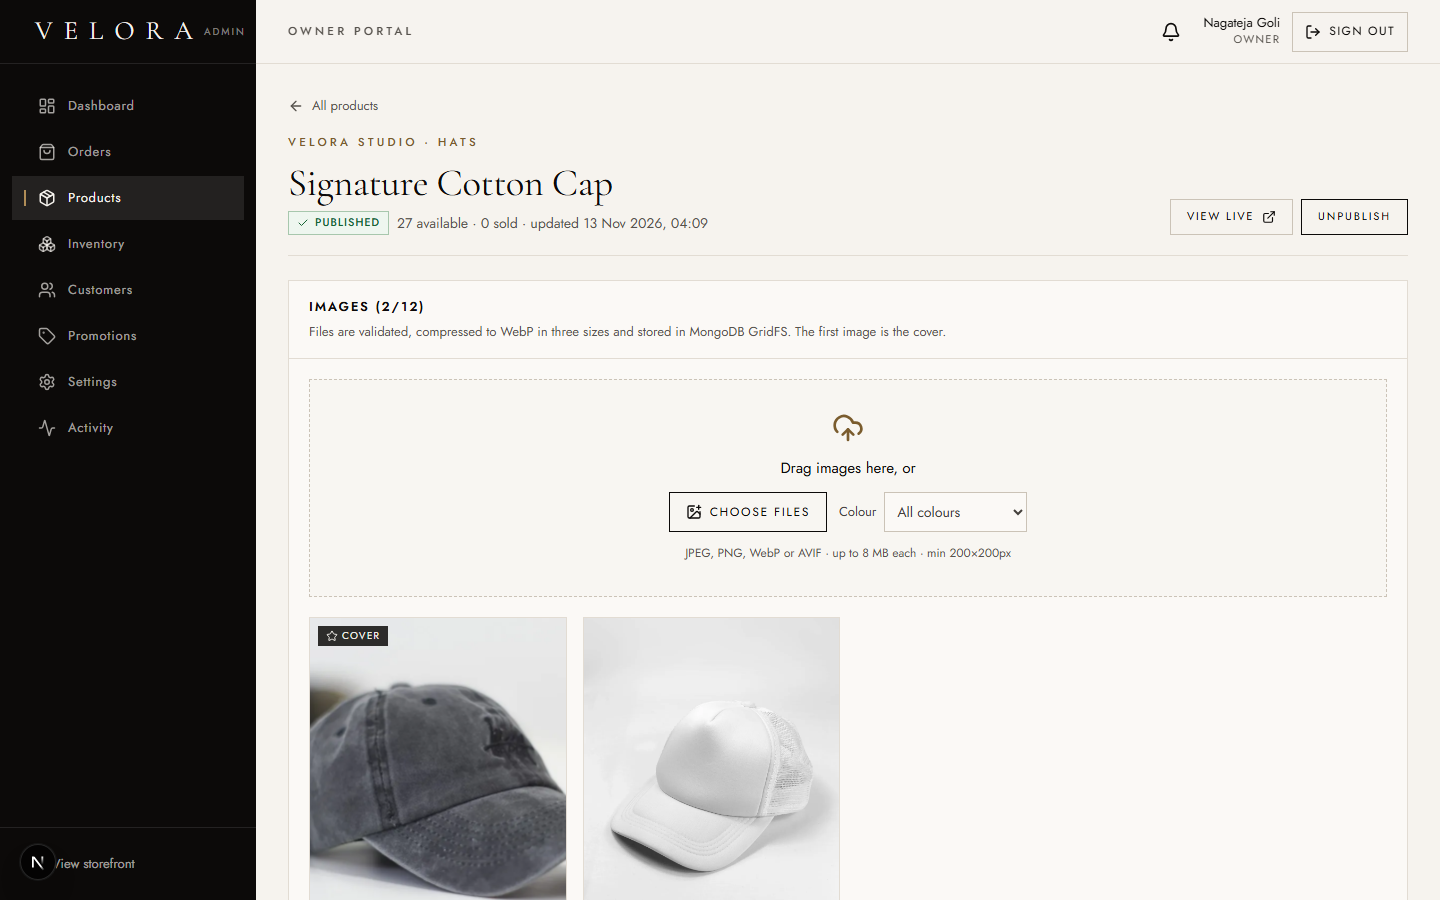 VELORA ADMIN
OWNER PORTAL
Nagateja Goli
OWNER
SIGN OUT
Dashboard
Orders
Products
Inventory
Customers
Promotions
Settings
Activity
N
View storefront
All products
VELORA STUDIO · HATS
Signature Cotton Cap
PUBLISHED
27 available · 0 sold · updated 13 Nov 2026, 04:09
VIEW LIVE
UNPUBLISH
IMAGES (2/12)
Files are validated, compressed to WebP in three sizes and stored in MongoDB GridFS. The first image is the cover.
Drag images here, or
CHOOSE FILES
Colour
All colours
JPEG, PNG, WebP or AVIF · up to 8 MB each · min 200×200px
COVER